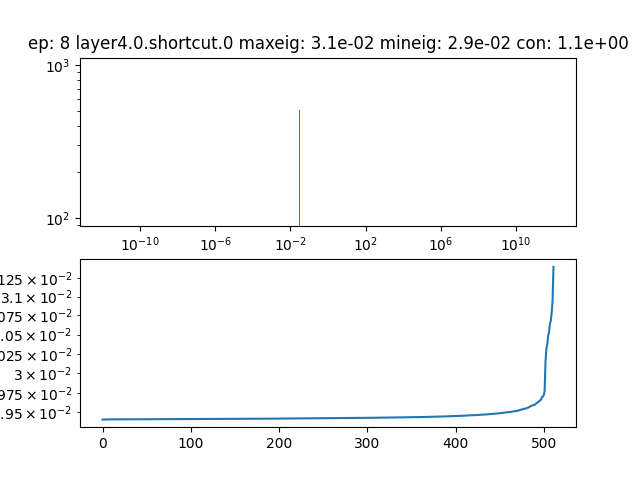 ep: 8 layer4.0.shortcut.0 maxeig: 3.1e-02 mineig: 2.9e-02 con: 1.1e+00
10³
10²
10⁻¹⁰ 10⁻⁶ 10⁻² 10² 10⁶ 10¹⁰
125 × 10⁻²
3.1 × 10⁻²
075 × 10⁻²
.05 × 10⁻²
025 × 10⁻²
3 × 10⁻²
975 × 10⁻²
.95 × 10⁻²
0 100 200 300 400 500